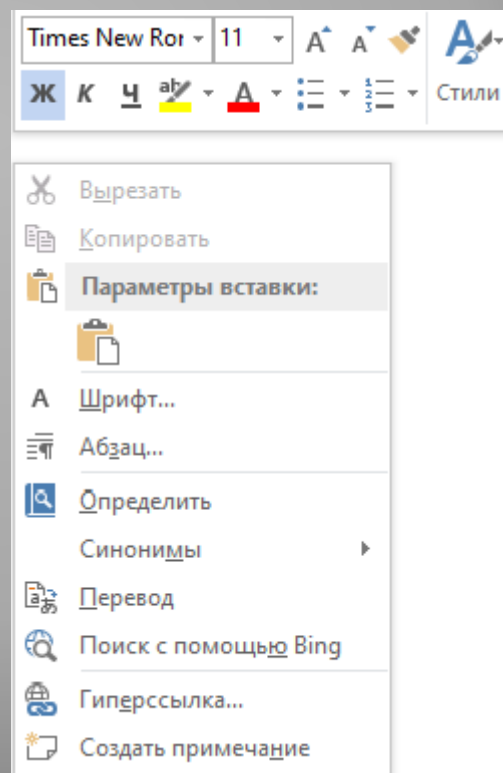 Times New Ror 11
Ж К Ч Стили
Вырезать
Копировать
Параметры вставки:
Шрифт...
Абзац...
Определить
Синонимы
Перевод
Поиск с помощью Bing
Гиперссылка...
Создать примечание